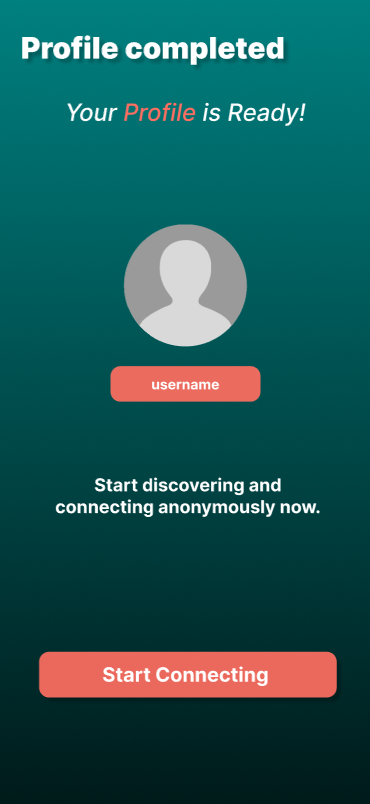 Profile completed
Your Profile is Ready!
username
Start discovering and
connecting anonymously now.
Start Connecting